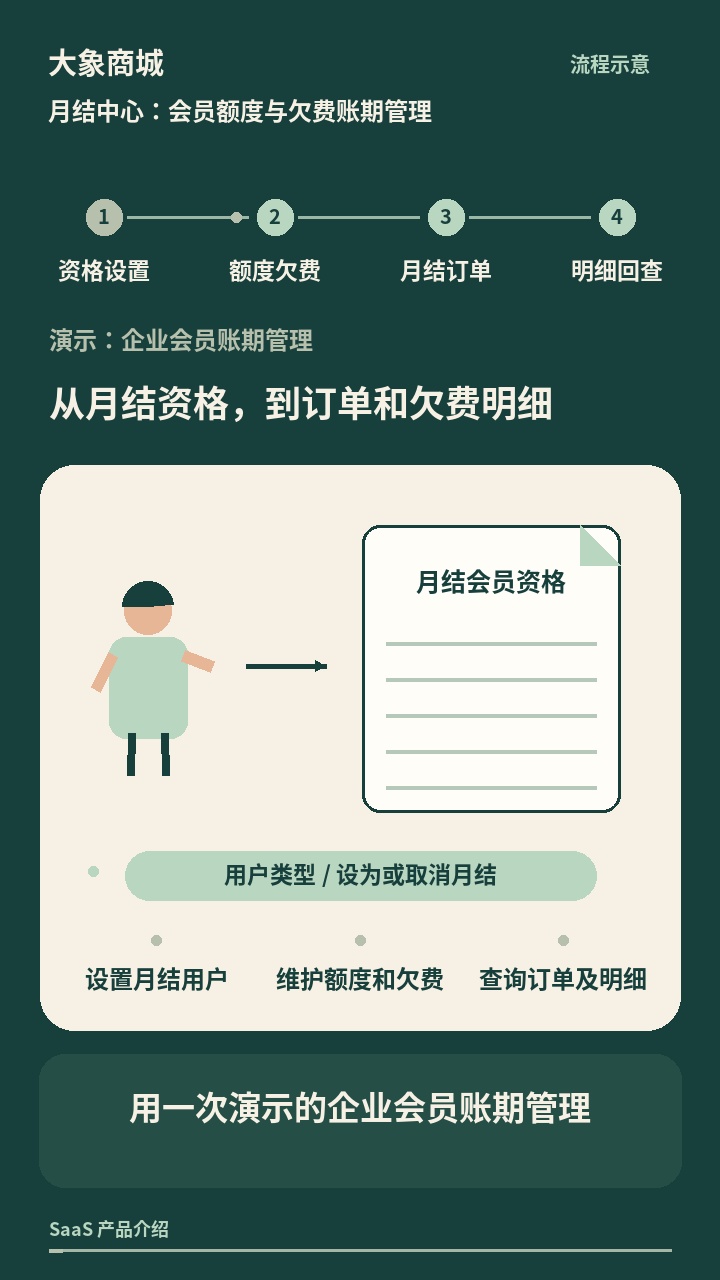 大象商城
流程示意
月结中心：会员额度与欠费账期管理
1 2 3 4
资格设置 额度欠费 月结订单 明细回查
演示：企业会员账期管理
从月结资格，到订单和欠费明细
月结会员资格
用户类型 / 设为或取消月结
设置月结用户 维护额度和欠费 查询订单及明细
用一次演示的企业会员账期管理
SaaS 产品介绍